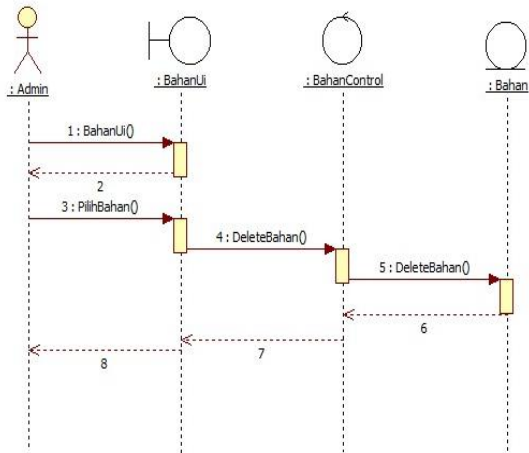 : Admin
: BahanUi
: BahanControl
: Bahan
1 : BahanUi()
2
3 : PilihBahan()
4 : DeleteBahan()
5 : DeleteBahan()
6
7
8